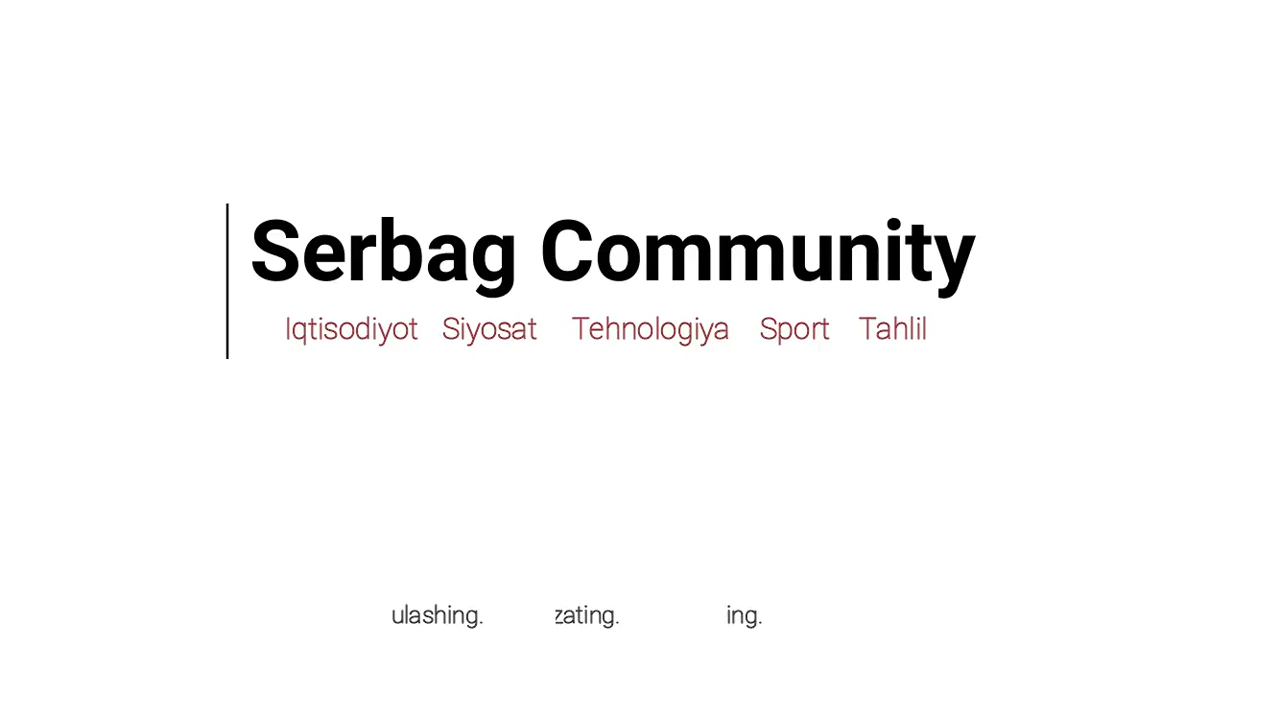 Serbag Community
Iqtisodiyot Siyosat Tehnologiya Sport Tahlil
ulashing. zating. ing.